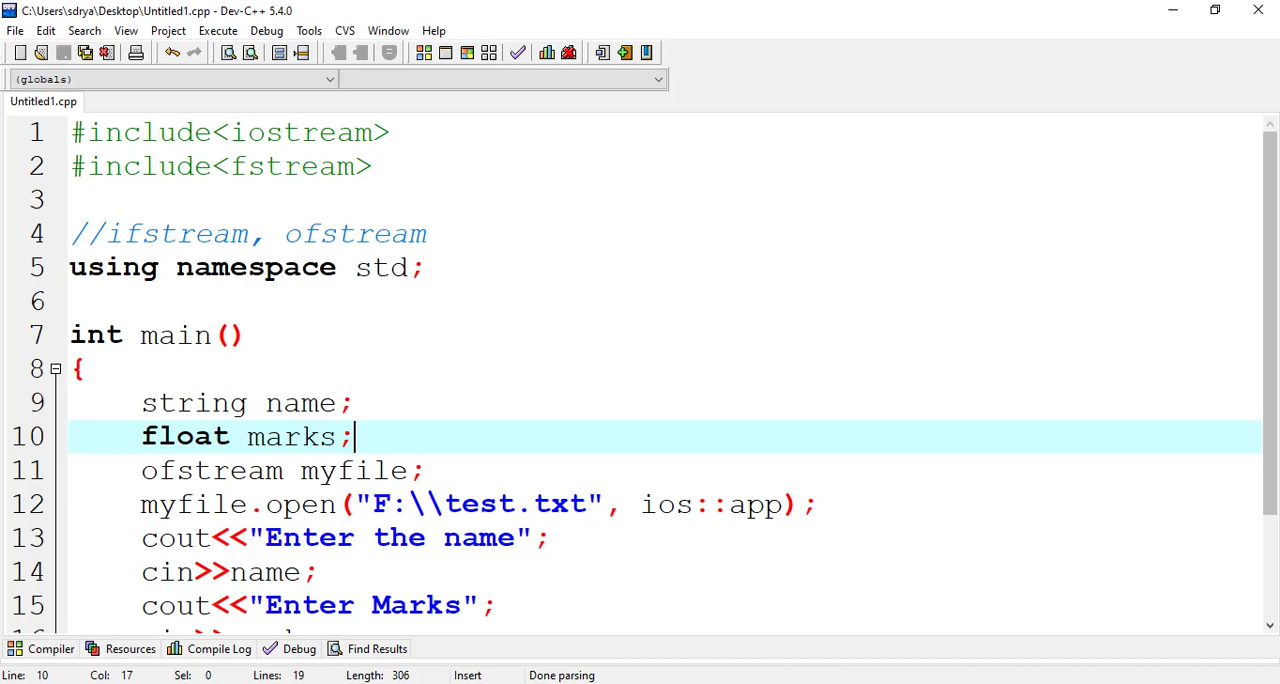 C:\Users\sdrya\Desktop\Untitled1.cpp - Dev-C++ 5.4.0
File Edit Search View Project Execute Debug Tools CVS Window Help
(globals)
Untitled1.cpp
1 #include<iostream>
2 #include<fstream>
3
4 //ifstream, ofstream
5 using namespace std;
6
7 int main()
8 {
9 string name;
10 float marks;
11 ofstream myfile;
12 myfile.open("F:\\test.txt", ios::app);
13 cout<<"Enter the name";
14 cin>>name;
15 cout<<"Enter Marks";
Compiler Resources Compile Log Debug Find Results
Line: 10 Col: 17 Sel: 0 Lines: 19 Length: 306 Insert Done parsing